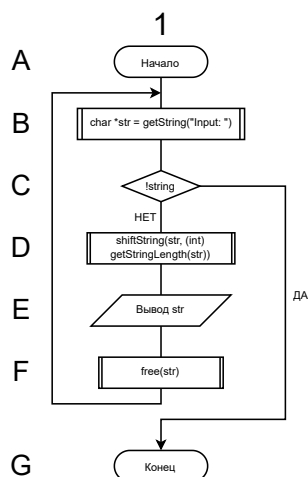 1
A
Начало
B
char *str = getString("Input: ")
C
!string
НЕТ
D
shiftString(str, (int)
getStringLength(str))
ДА
E
Вывод str
F
free(str)
G
Конец